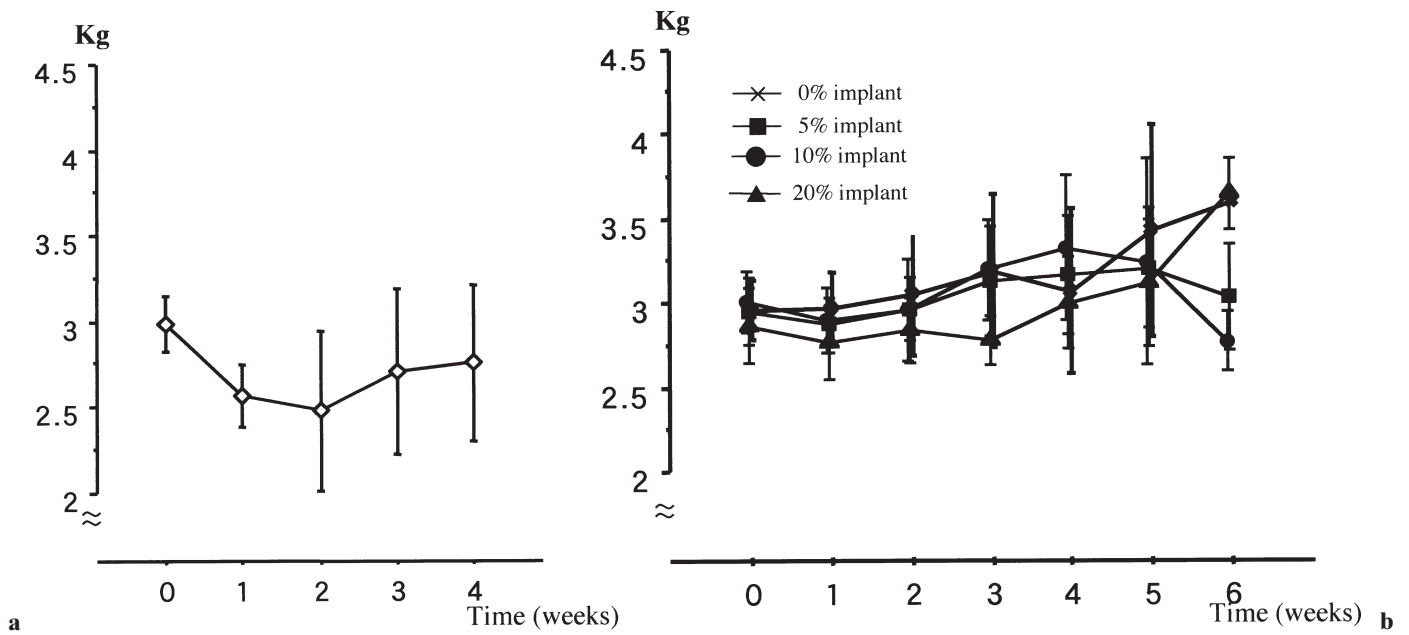 Kg
4.5
4
3.5
3
2.5
2
≈
0 1 2 3 4
Time (weeks)
a
Kg
4.5
4
3.5
3
2.5
2
≈
0% implant
5% implant
10% implant
20% implant
0 1 2 3 4 5 6
Time (weeks)
b